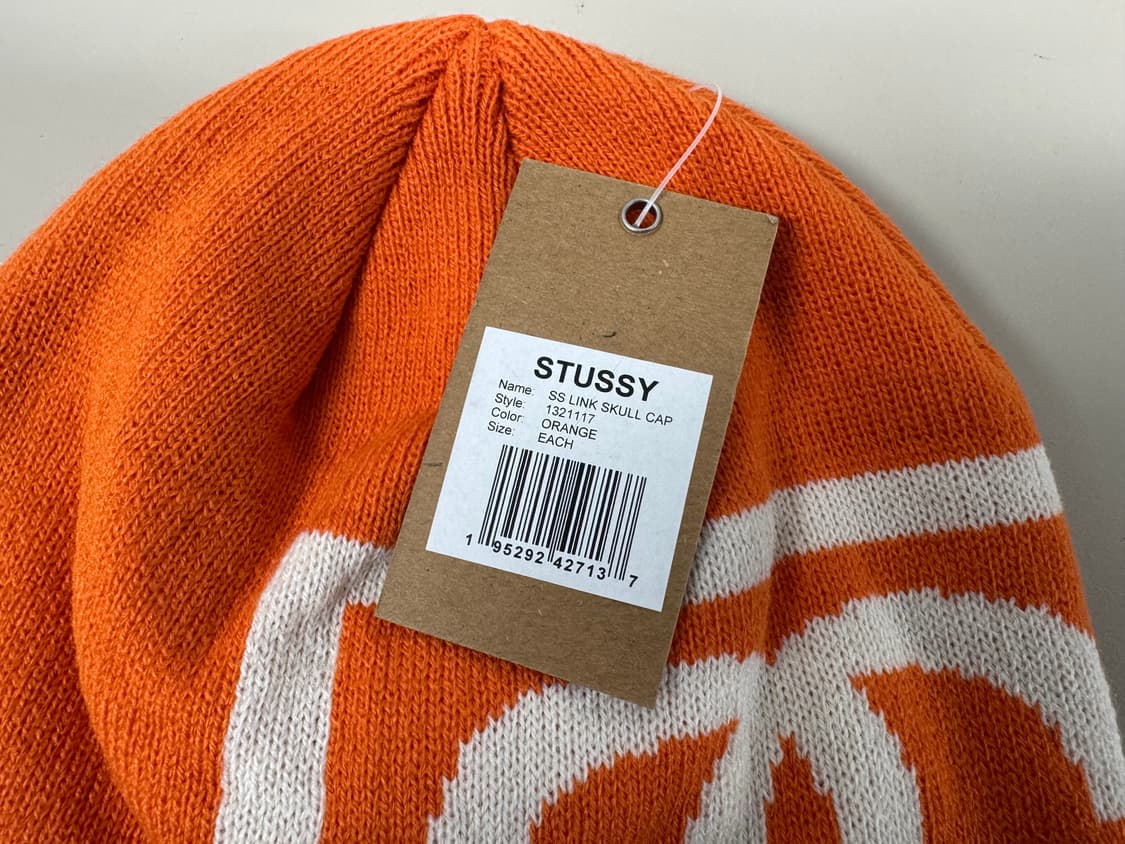 STUSSY
Name: SS LINK SKULL CAP
Style: 1321117
Color: ORANGE
Size: EACH
1 95292 42713 7